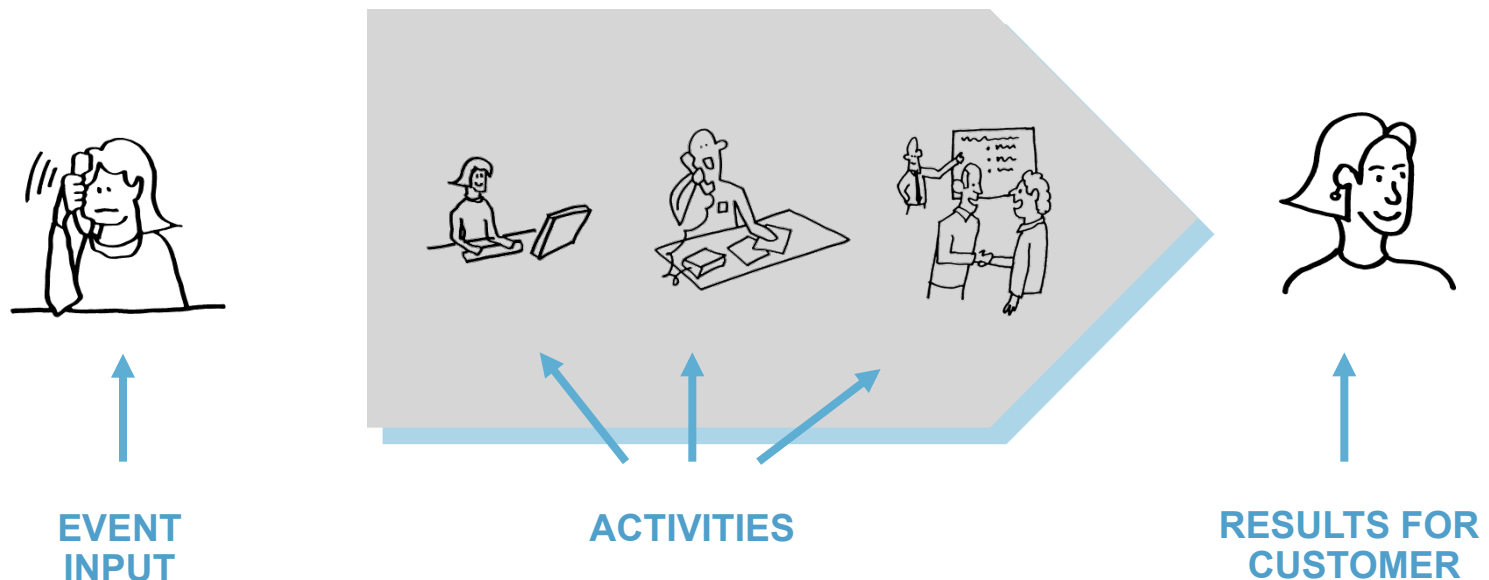 EVENT
INPUT
ACTIVITIES
RESULTS FOR
CUSTOMER